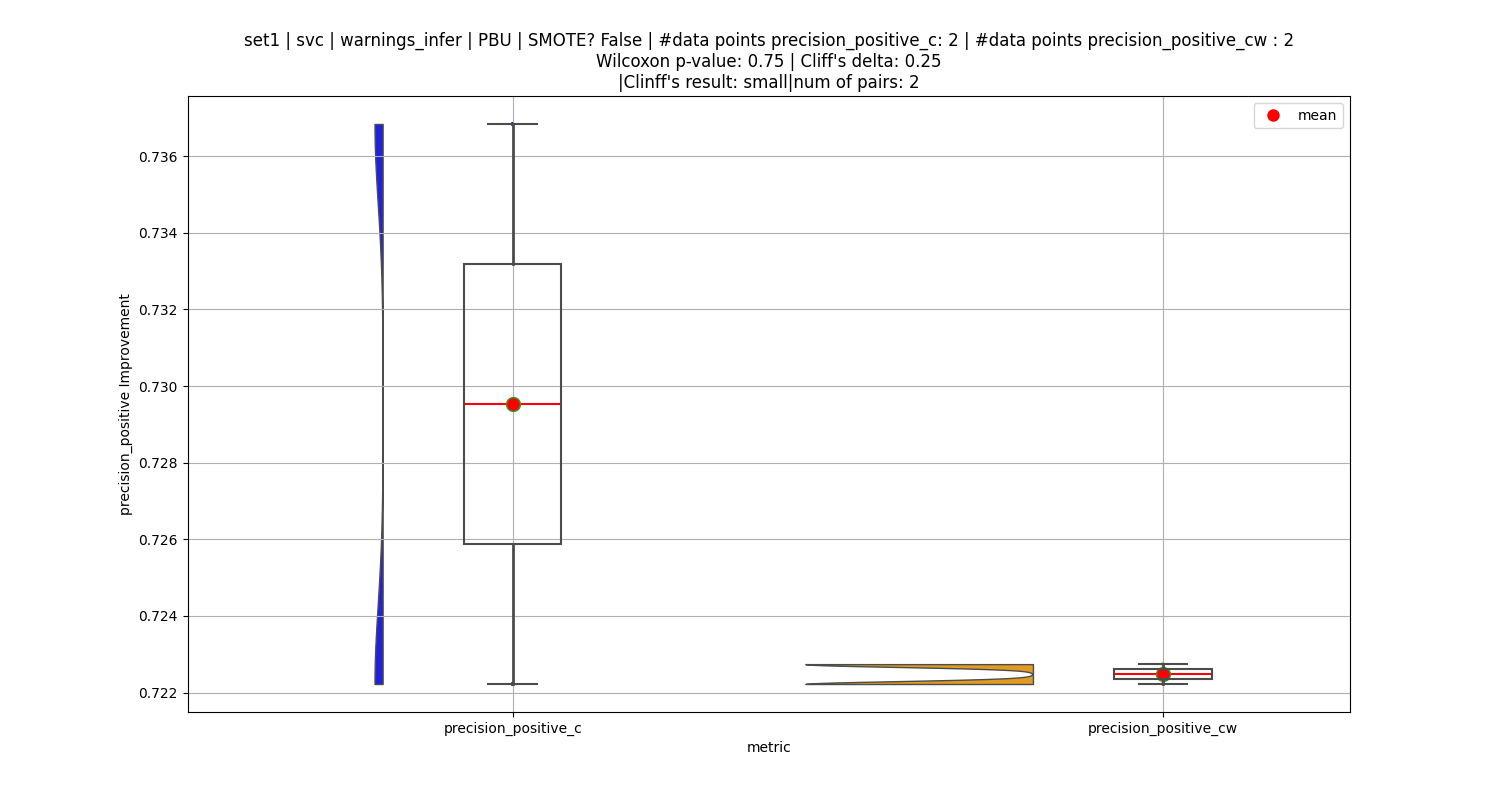 set1 | svc | warnings_infer | PBU | SMOTE? False | #data points precision_positive_c: 2 | #data points precision_positive_cw : 2
Wilcoxon p-value: 0.75 | Cliff's delta: 0.25
|Clinff's result: small|num of pairs: 2
mean
0.736
0.734
0.732
0.730
0.728
0.726
0.724
0.722
precision_positive Improvement
precision_positive_c
precision_positive_cw
metric